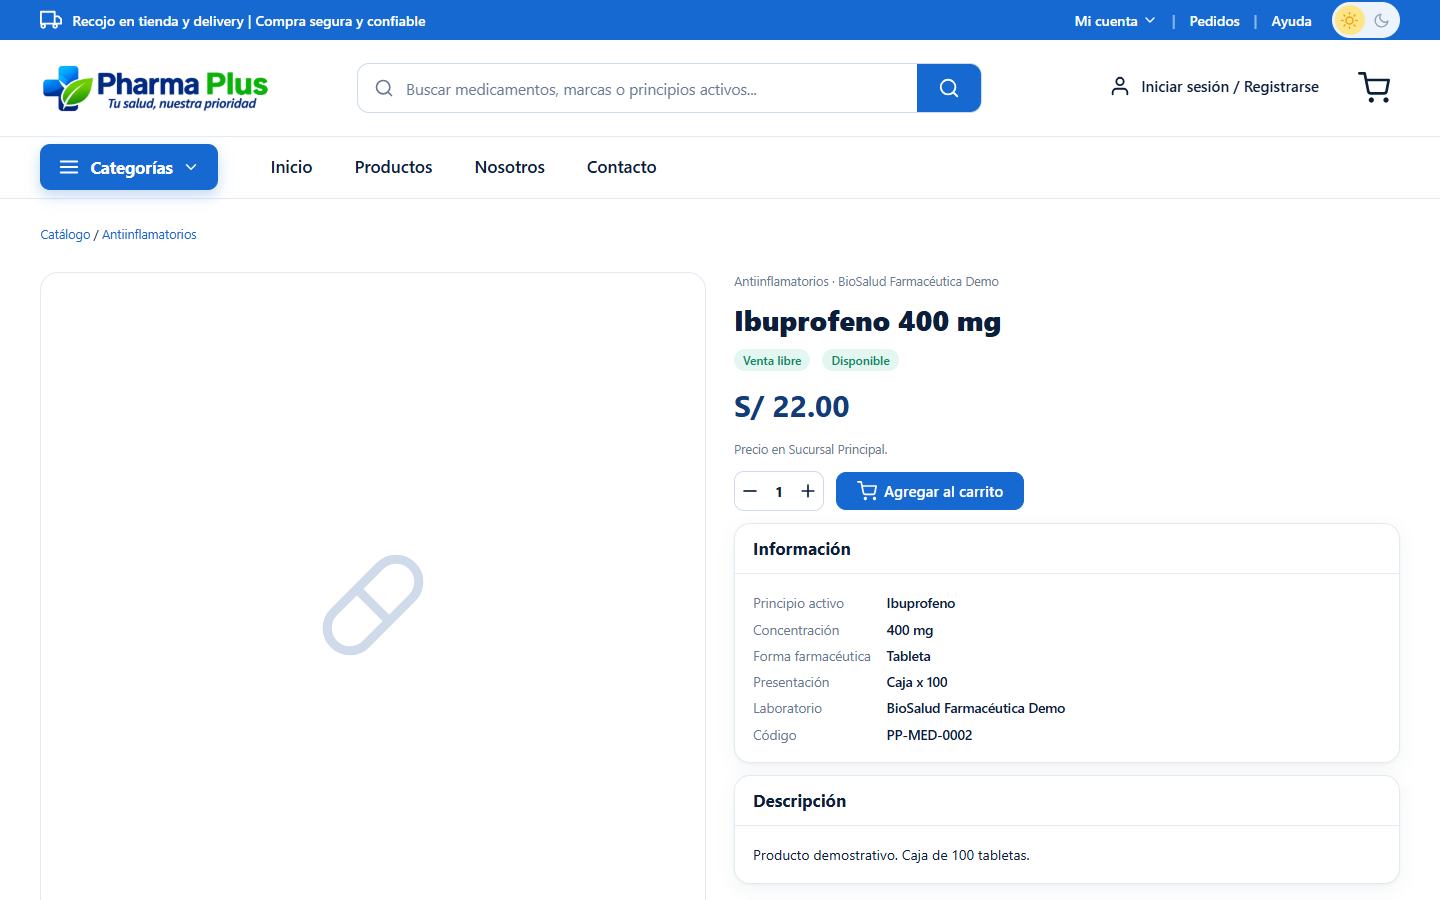 Recojo en tienda y delivery | Compra segura y confiable
Mi cuenta | Pedidos | Ayuda
Pharma Plus
Tu salud, nuestra prioridad
Buscar medicamentos, marcas o principios activos...
Iniciar sesión / Registrarse
Categorías
Inicio
Productos
Nosotros
Contacto
Catálogo / Antiinflamatorios
Antiinflamatorios · BioSalud Farmacéutica Demo
Ibuprofeno 400 mg
Venta libre
Disponible
S/ 22.00
Precio en Sucursal Principal.
1
Agregar al carrito
Información
Principio activo Ibuprofeno
Concentración 400 mg
Forma farmacéutica Tableta
Presentación Caja x 100
Laboratorio BioSalud Farmacéutica Demo
Código PP-MED-0002
Descripción
Producto demostrativo. Caja de 100 tabletas.